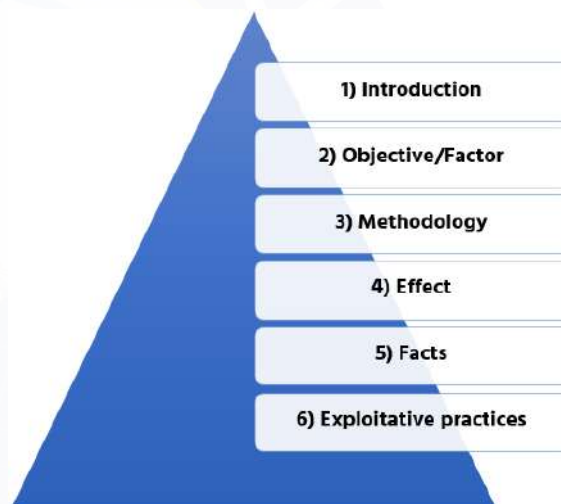 1) Introduction
2) Objective/Factor
3) Methodology
4) Effect
5) Facts
6) Exploitative practices